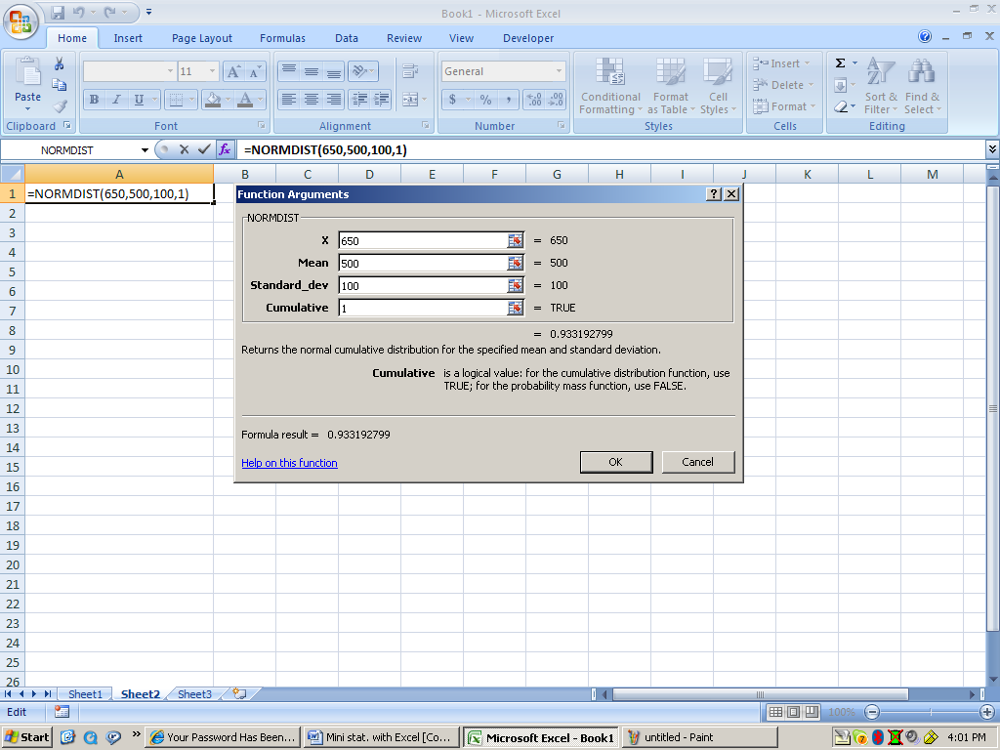 Book1 - Microsoft Excel
Home Insert Page Layout Formulas Data Review View Developer
Paste
11
A A
B I U A
General
$ % , .0 .00 .00 .0
Conditional Formatting
Format as Table
Cell Styles
Insert
Delete
Format
Σ
Sort & Filter
Find & Select
Clipboard Font Alignment Number Styles Cells Editing
NORMDIST fx =NORMDIST(650,500,100,1)
A B C D E F G H I J K L M
1 =NORMDIST(650,500,100,1)
2
3
4
5
6
7
8
9
10
11
12
13
14
15
16
17
18
19
20
21
22
23
24
25
26
Function Arguments
NORMDIST
X 650 = 650
Mean 500 = 500
Standard_dev 100 = 100
Cumulative 1 = TRUE
= 0.933192799
Returns the normal cumulative distribution for the specified mean and standard deviation.
Cumulative is a logical value: for the cumulative distribution function, use
TRUE; for the probability mass function, use FALSE.
Formula result = 0.933192799
Help on this function
OK Cancel
Sheet1 Sheet2 Sheet3
Edit 100%
Start Your Password Has Been... Mini stat. with Excel [Co... Microsoft Excel - Book1 untitled - Paint 4:01 PM